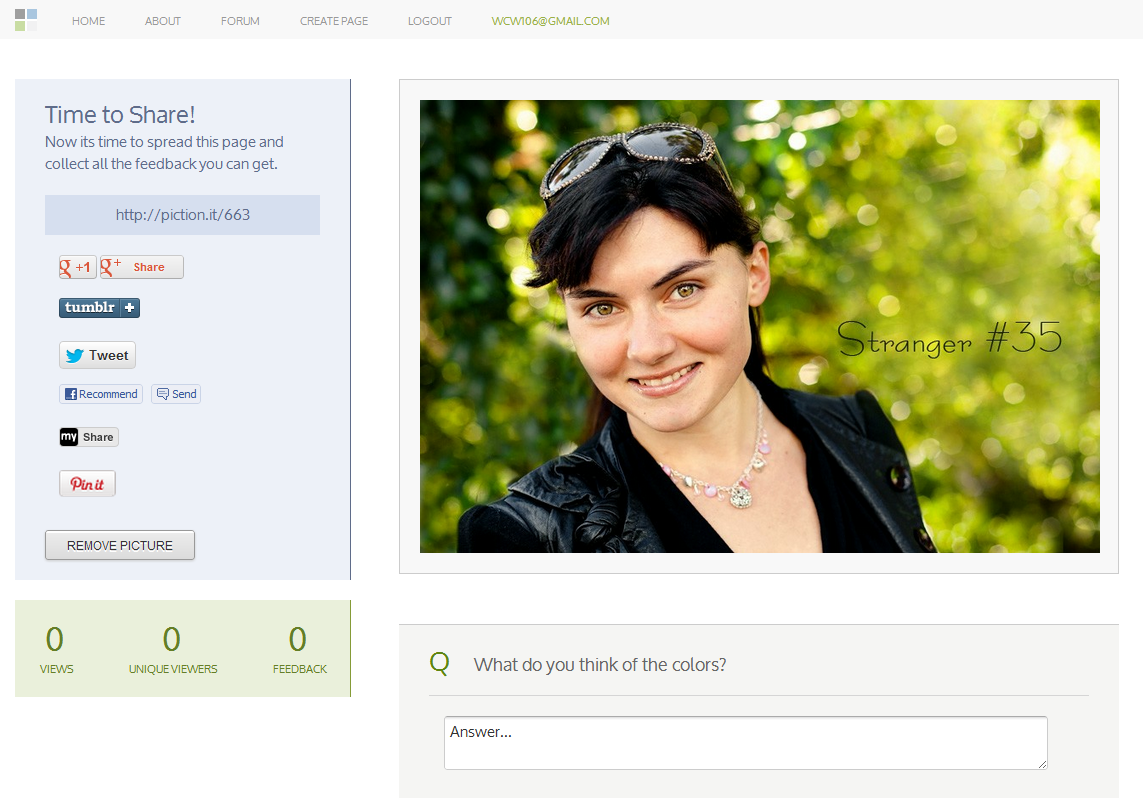 HOME ABOUT FORUM CREATE PAGE LOGOUT WCW106@GMAIL.COM
Time to Share!
Now its time to spread this page and
collect all the feedback you can get.
http://piction.it/663
g +1 g+ Share
tumblr +
Tweet
f Recommend Send
my Share
Pin it
REMOVE PICTURE
0 0 0
VIEWS UNIQUE VIEWERS FEEDBACK
Stranger #35
Q What do you think of the colors?
Answer...